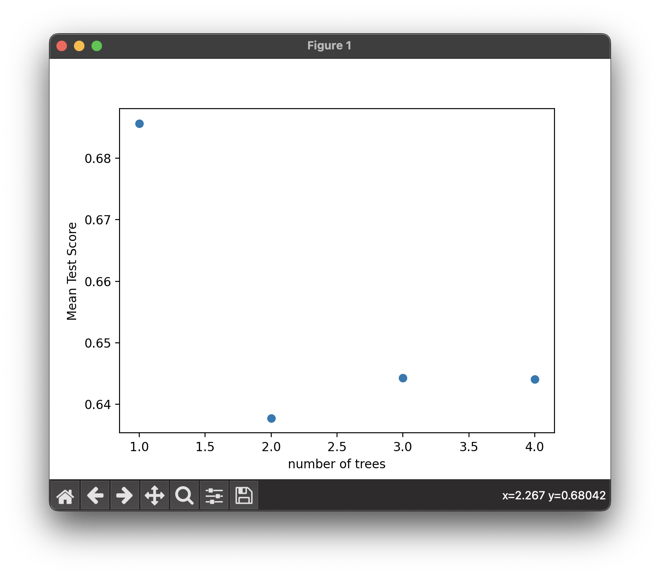 Figure 1
Mean Test Score
0.68
0.67
0.66
0.65
0.64
1.0 1.5 2.0 2.5 3.0 3.5 4.0
number of trees
x=2.267 y=0.68042